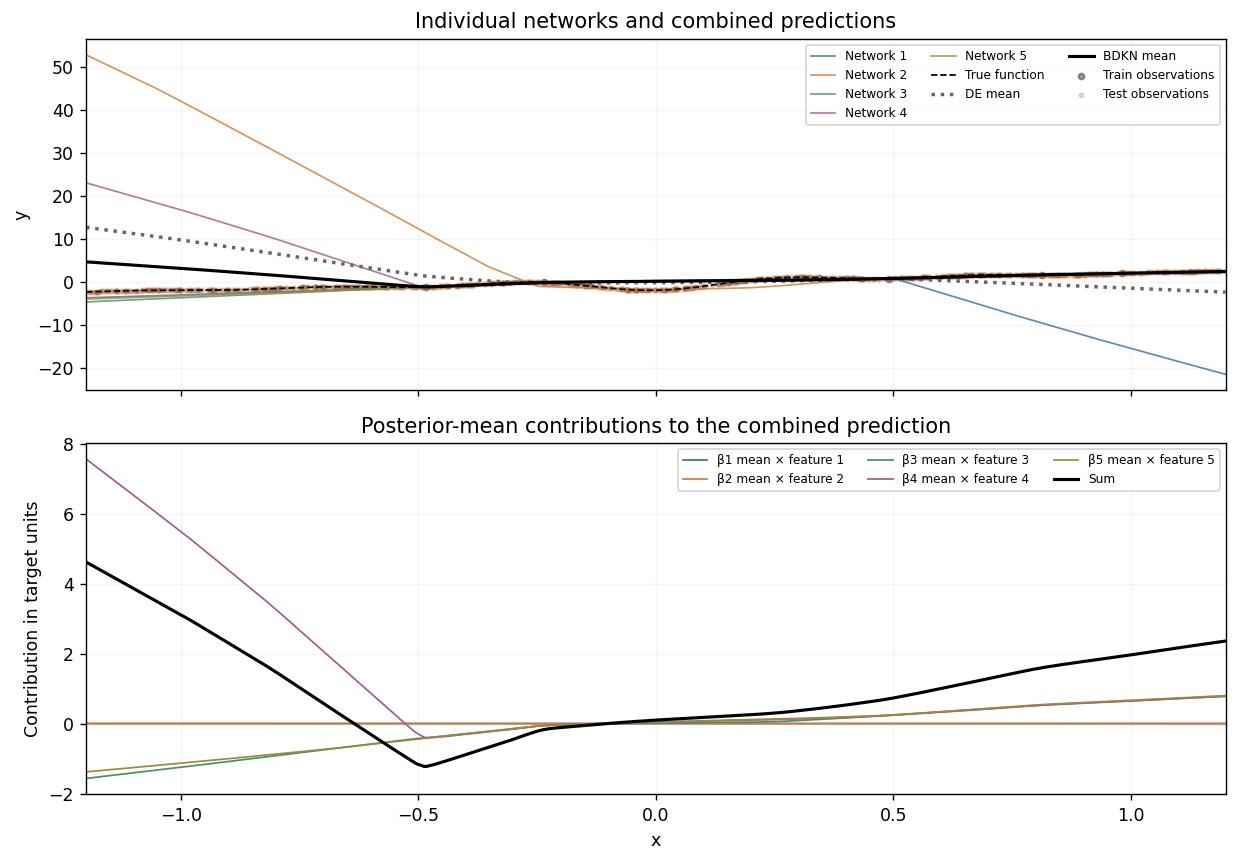 Individual networks and combined predictions
Network 1
Network 2
Network 3
Network 4
Network 5
True function
DE mean
BDKN mean
Train observations
Test observations
50
40
30
20
10
0
−10
−20
y
Posterior-mean contributions to the combined prediction
β1 mean × feature 1
β2 mean × feature 2
β3 mean × feature 3
β4 mean × feature 4
β5 mean × feature 5
Sum
8
6
4
2
0
−2
Contribution in target units
−1.0
−0.5
0.0
0.5
1.0
x